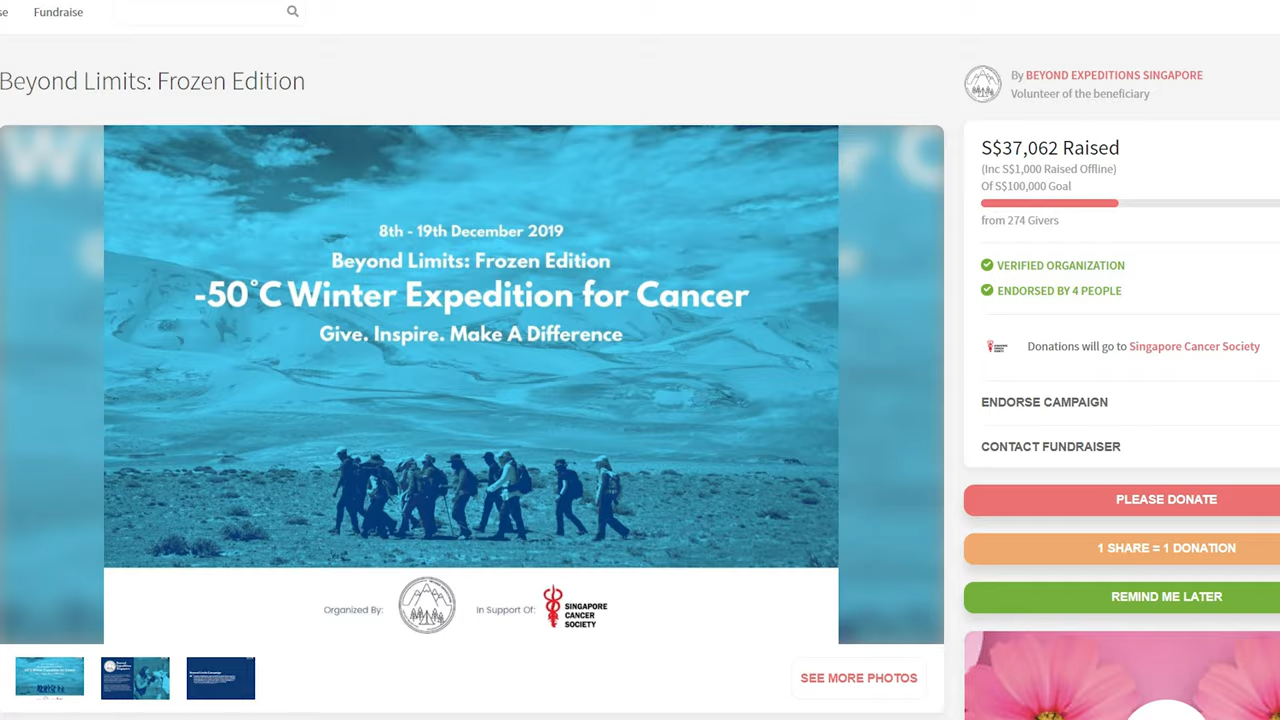 se Fundraise
Beyond Limits: Frozen Edition
By BEYOND EXPEDITIONS SINGAPORE
Volunteer of the beneficiary
8th - 19th December 2019
Beyond Limits: Frozen Edition
-50°C Winter Expedition for Cancer
Give. Inspire. Make A Difference
Organized By:
In Support Of:
SINGAPORE
CANCER
SOCIETY
SEE MORE PHOTOS
S$37,062 Raised
(Inc S$1,000 Raised Offline)
Of S$100,000 Goal
from 274 Givers
VERIFIED ORGANIZATION
ENDORSED BY 4 PEOPLE
Donations will go to Singapore Cancer Society
ENDORSE CAMPAIGN
CONTACT FUNDRAISER
PLEASE DONATE
1 SHARE = 1 DONATION
REMIND ME LATER